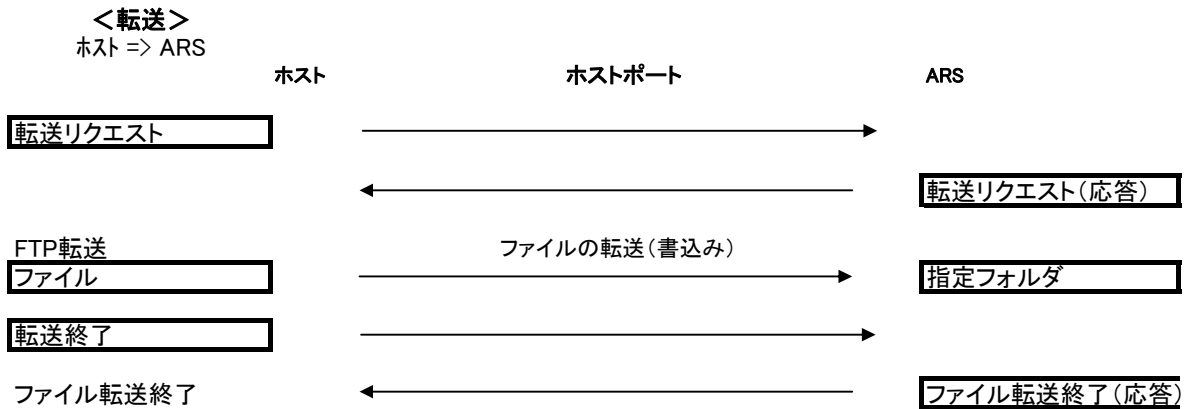 ＜転送＞
ﾎｽﾄ => ARS
ホスト ホストポート ARS
転送リクエスト
転送リクエスト（応答）
FTP転送 ファイルの転送（書込み）
ファイル 指定フォルダ
転送終了
ファイル転送終了 ファイル転送終了（応答）